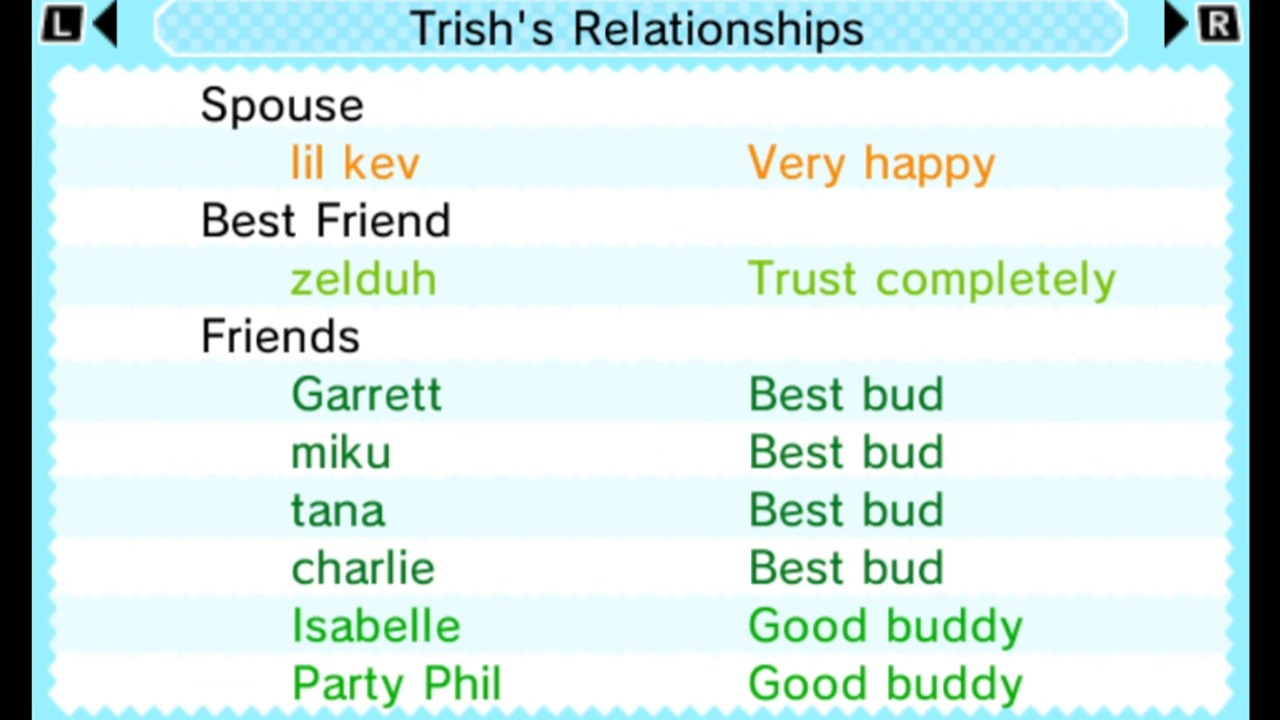 L Trish's Relationships R
Spouse
lil kev Very happy
Best Friend
zelduh Trust completely
Friends
Garrett Best bud
miku Best bud
tana Best bud
charlie Best bud
Isabelle Good buddy
Party Phil Good buddy